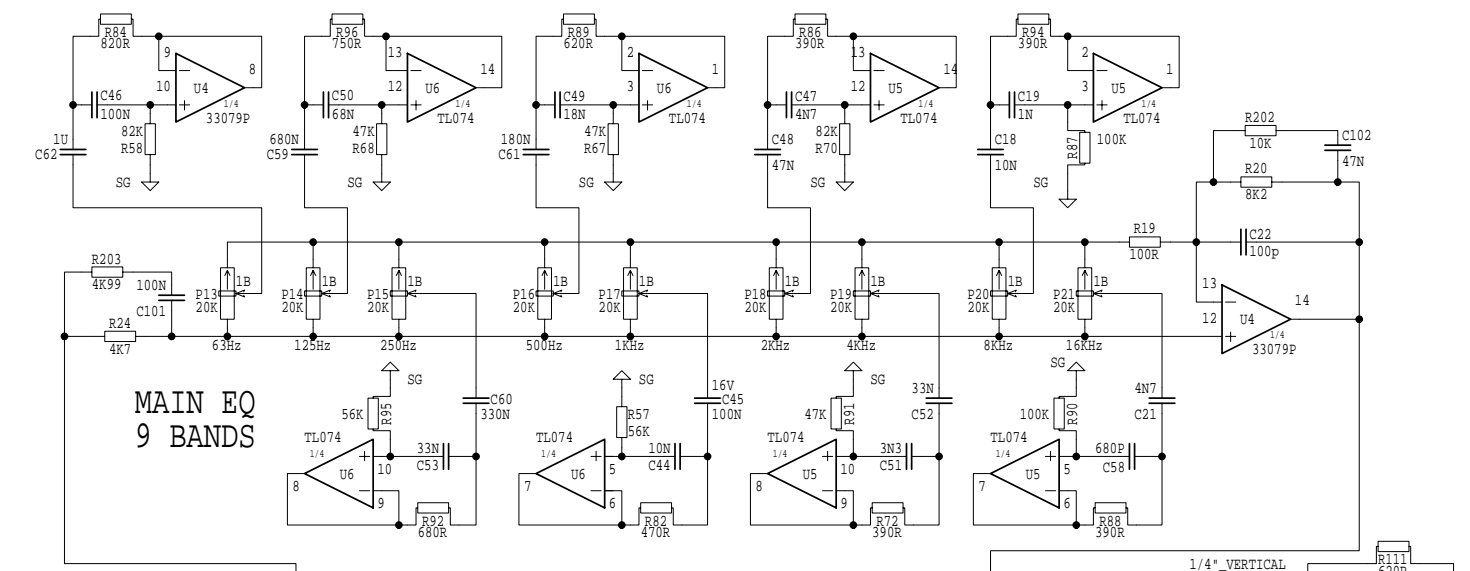 R84
820R
R96
750R
R89
620R
R86
390R
R94
390R
9
8
10
U4
1/4
33079P
13
14
12
U6
1/4
TL074
2
1
3
U6
1/4
TL074
13
14
12
U5
1/4
TL074
2
1
3
U5
1/4
TL074
C46
100N
C50
68N
C49
18N
C47
4N7
C19
1N
1U
C62
82K
R58
680N
C59
47K
R68
180N
C61
47K
R67
C48
47N
82K
R70
C18
10N
R87
100K
R202
10K
C102
47N
R20
8K2
SG
SG
SG
SG
SG
R19
100R
C22
100p
R203
4K99
100N
C101
R24
4K7
P13
20K
1B
P14
20K
1B
P15
20K
1B
P16
20K
1B
P17
20K
1B
P18
20K
1B
P19
20K
1B
P20
20K
1B
P21
20K
1B
13
14
12
U4
1/4
33079P
63Hz
125Hz
250Hz
500Hz
1KHz
2KHz
4KHz
8KHz
16KHz
MAIN EQ
9 BANDS
SG
SG
SG
SG
56K
R95
C60
330N
R57
56K
16V
C45
100N
47K
R91
33N
C52
100K
R90
4N7
C21
TL074
1/4
U6
10
8
9
33N
C53
R92
680R
TL074
1/4
U6
5
7
6
10N
C44
R82
470R
TL074
1/4
U5
10
8
9
3N3
C51
R72
390R
TL074
1/4
U5
5
7
6
680P
C58
R88
390R
1/4"_VERTICAL
R111
620R